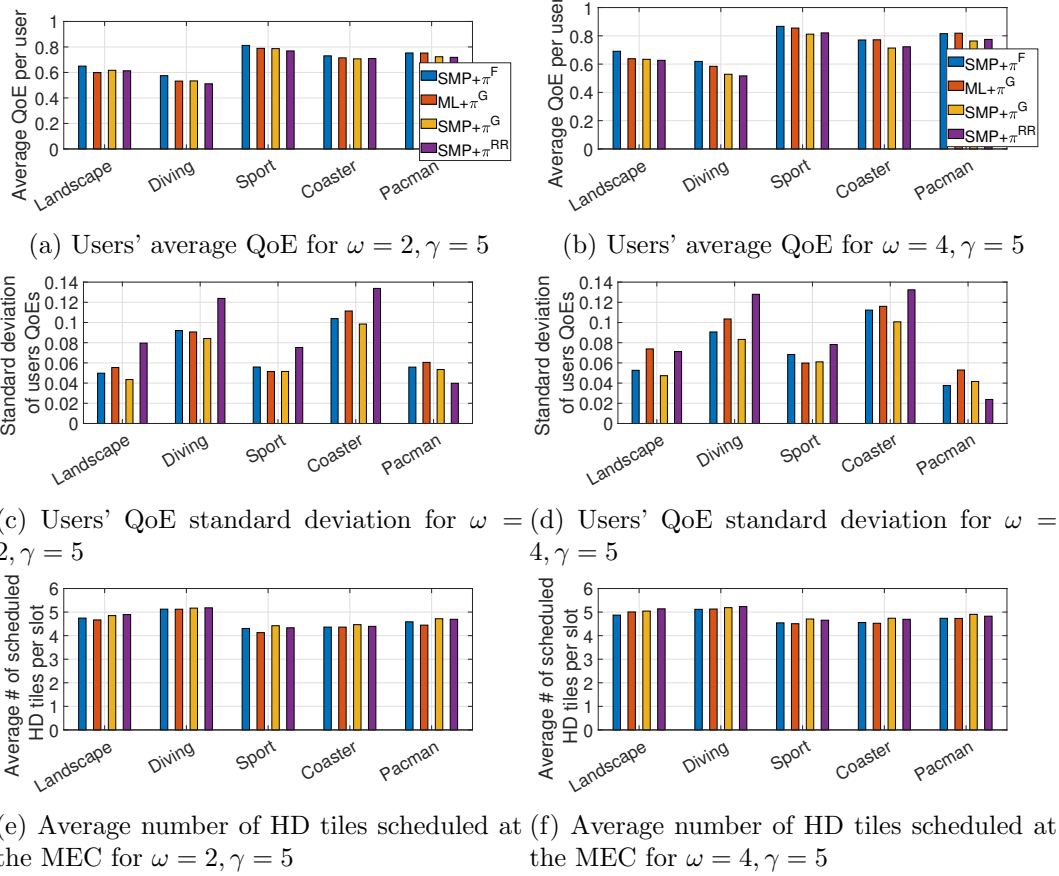 Average QoE per user
1
0.8
0.6
0.4
0.2
0
Landscape
Diving
Sport
Coaster
Pacman
SMP+π^F
ML+π^G
SMP+π^G
SMP+π^RR
(a) Users' average QoE for ω = 2, γ = 5
Average QoE per user
1
0.8
0.6
0.4
0.2
0
Landscape
Diving
Sport
Coaster
Pacman
SMP+π^F
ML+π^G
SMP+π^G
SMP+π^RR
(b) Users' average QoE for ω = 4, γ = 5
Standard deviation
of users QoEs
0.14
0.12
0.1
0.08
0.06
0.04
0.02
0
Landscape
Diving
Sport
Coaster
Pacman
(c) Users' QoE standard deviation for ω =
2, γ = 5
Standard deviation
of users QoEs
0.14
0.12
0.1
0.08
0.06
0.04
0.02
0
Landscape
Diving
Sport
Coaster
Pacman
(d) Users' QoE standard deviation for ω =
4, γ = 5
Average # of scheduled
HD tiles per slot
6
5
4
3
2
1
0
Landscape
Diving
Sport
Coaster
Pacman
(e) Average number of HD tiles scheduled at
the MEC for ω = 2, γ = 5
Average # of scheduled
HD tiles per slot
6
5
4
3
2
1
0
Landscape
Diving
Sport
Coaster
Pacman
(f) Average number of HD tiles scheduled at
the MEC for ω = 4, γ = 5